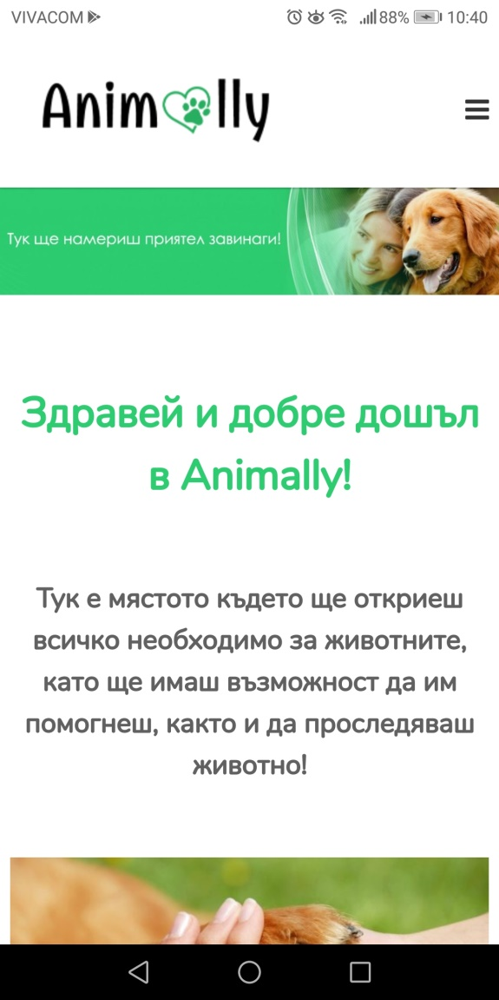 VIVACOM 88% 10:40
Animally
Тук ще намериш приятел завинаги!
Здравей и добре дошъл
в Animally!
Тук е мястото където ще откриеш
всичко необходимо за животните,
като ще имаш възможност да им
помогнеш, както и да проследяваш
животно!